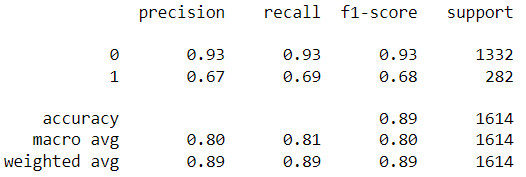 precision recall f1-score support
0 0.93 0.93 0.93 1332
1 0.67 0.69 0.68 282
accuracy 0.89 1614
macro avg 0.80 0.81 0.80 1614
weighted avg 0.89 0.89 0.89 1614